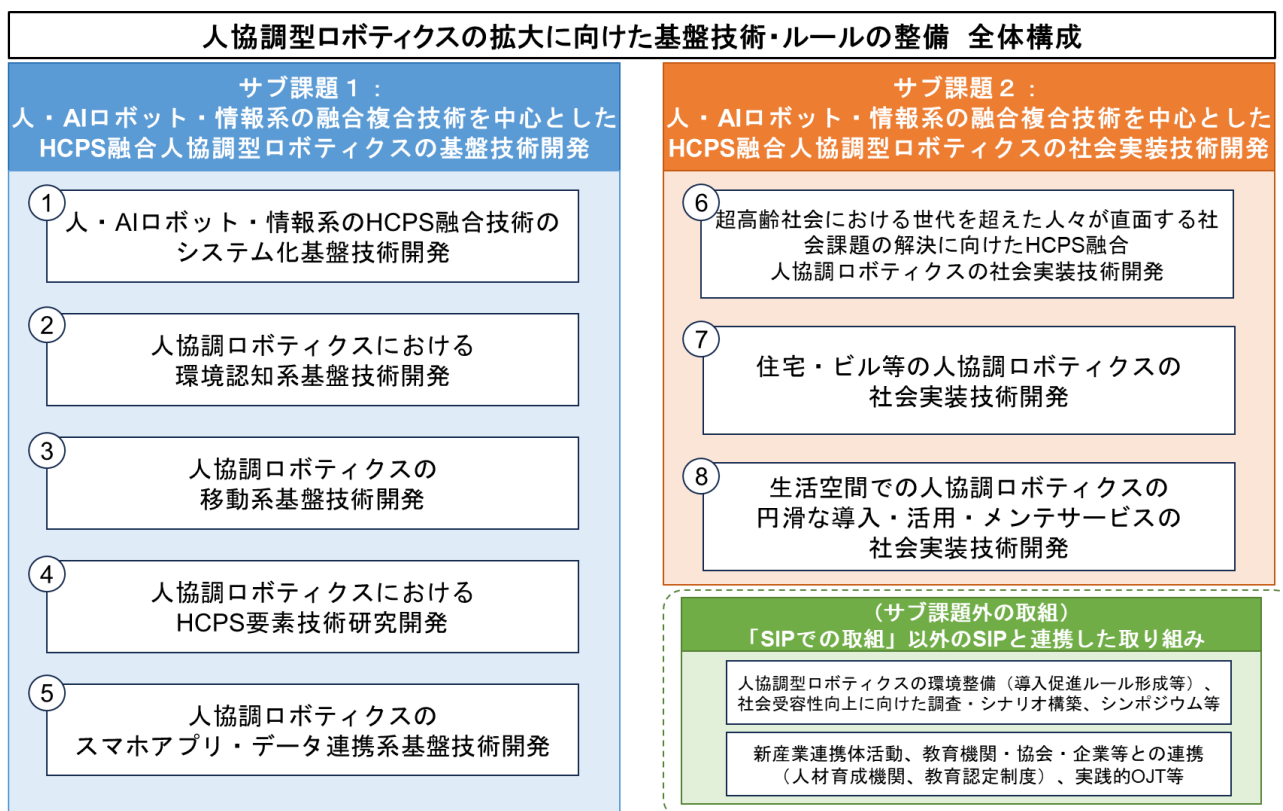 人協調型ロボティクスの拡大に向けた基盤技術・ルールの整備 全体構成
サブ課題１：
人・AIロボット・情報系の融合複合技術を中心とした
HCPS融合人協調型ロボティクスの基盤技術開発
①
人・AIロボット・情報系のHCPS融合技術の
システム化基盤技術開発
②
人協調ロボティクスにおける
環境認知系基盤技術開発
③
人協調ロボティクスの
移動系基盤技術開発
④
人協調ロボティクスにおける
HCPS要素技術研究開発
⑤
人協調ロボティクスの
スマホアプリ・データ連携系基盤技術開発
サブ課題２：
人・AIロボット・情報系の融合複合技術を中心とした
HCPS融合人協調型ロボティクスの社会実装技術開発
⑥
超高齢社会における世代を超えた人々が直面する社
会課題の解決に向けたHCPS融合
人協調ロボティクスの社会実装技術開発
⑦
住宅・ビル等の人協調ロボティクスの
社会実装技術開発
⑧
生活空間での人協調ロボティクスの
円滑な導入・活用・メンテサービスの
社会実装技術開発
（サブ課題外の取組）
「SIPでの取組」以外のSIPと連携した取り組み
人協調型ロボティクスの環境整備（導入促進ルール形成等）、
社会受容性向上に向けた調査・シナリオ構築、シンポジウム等
新産業連携体活動、教育機関・協会・企業等との連携
（人材育成機関、教育認定制度）、実践的OJT等